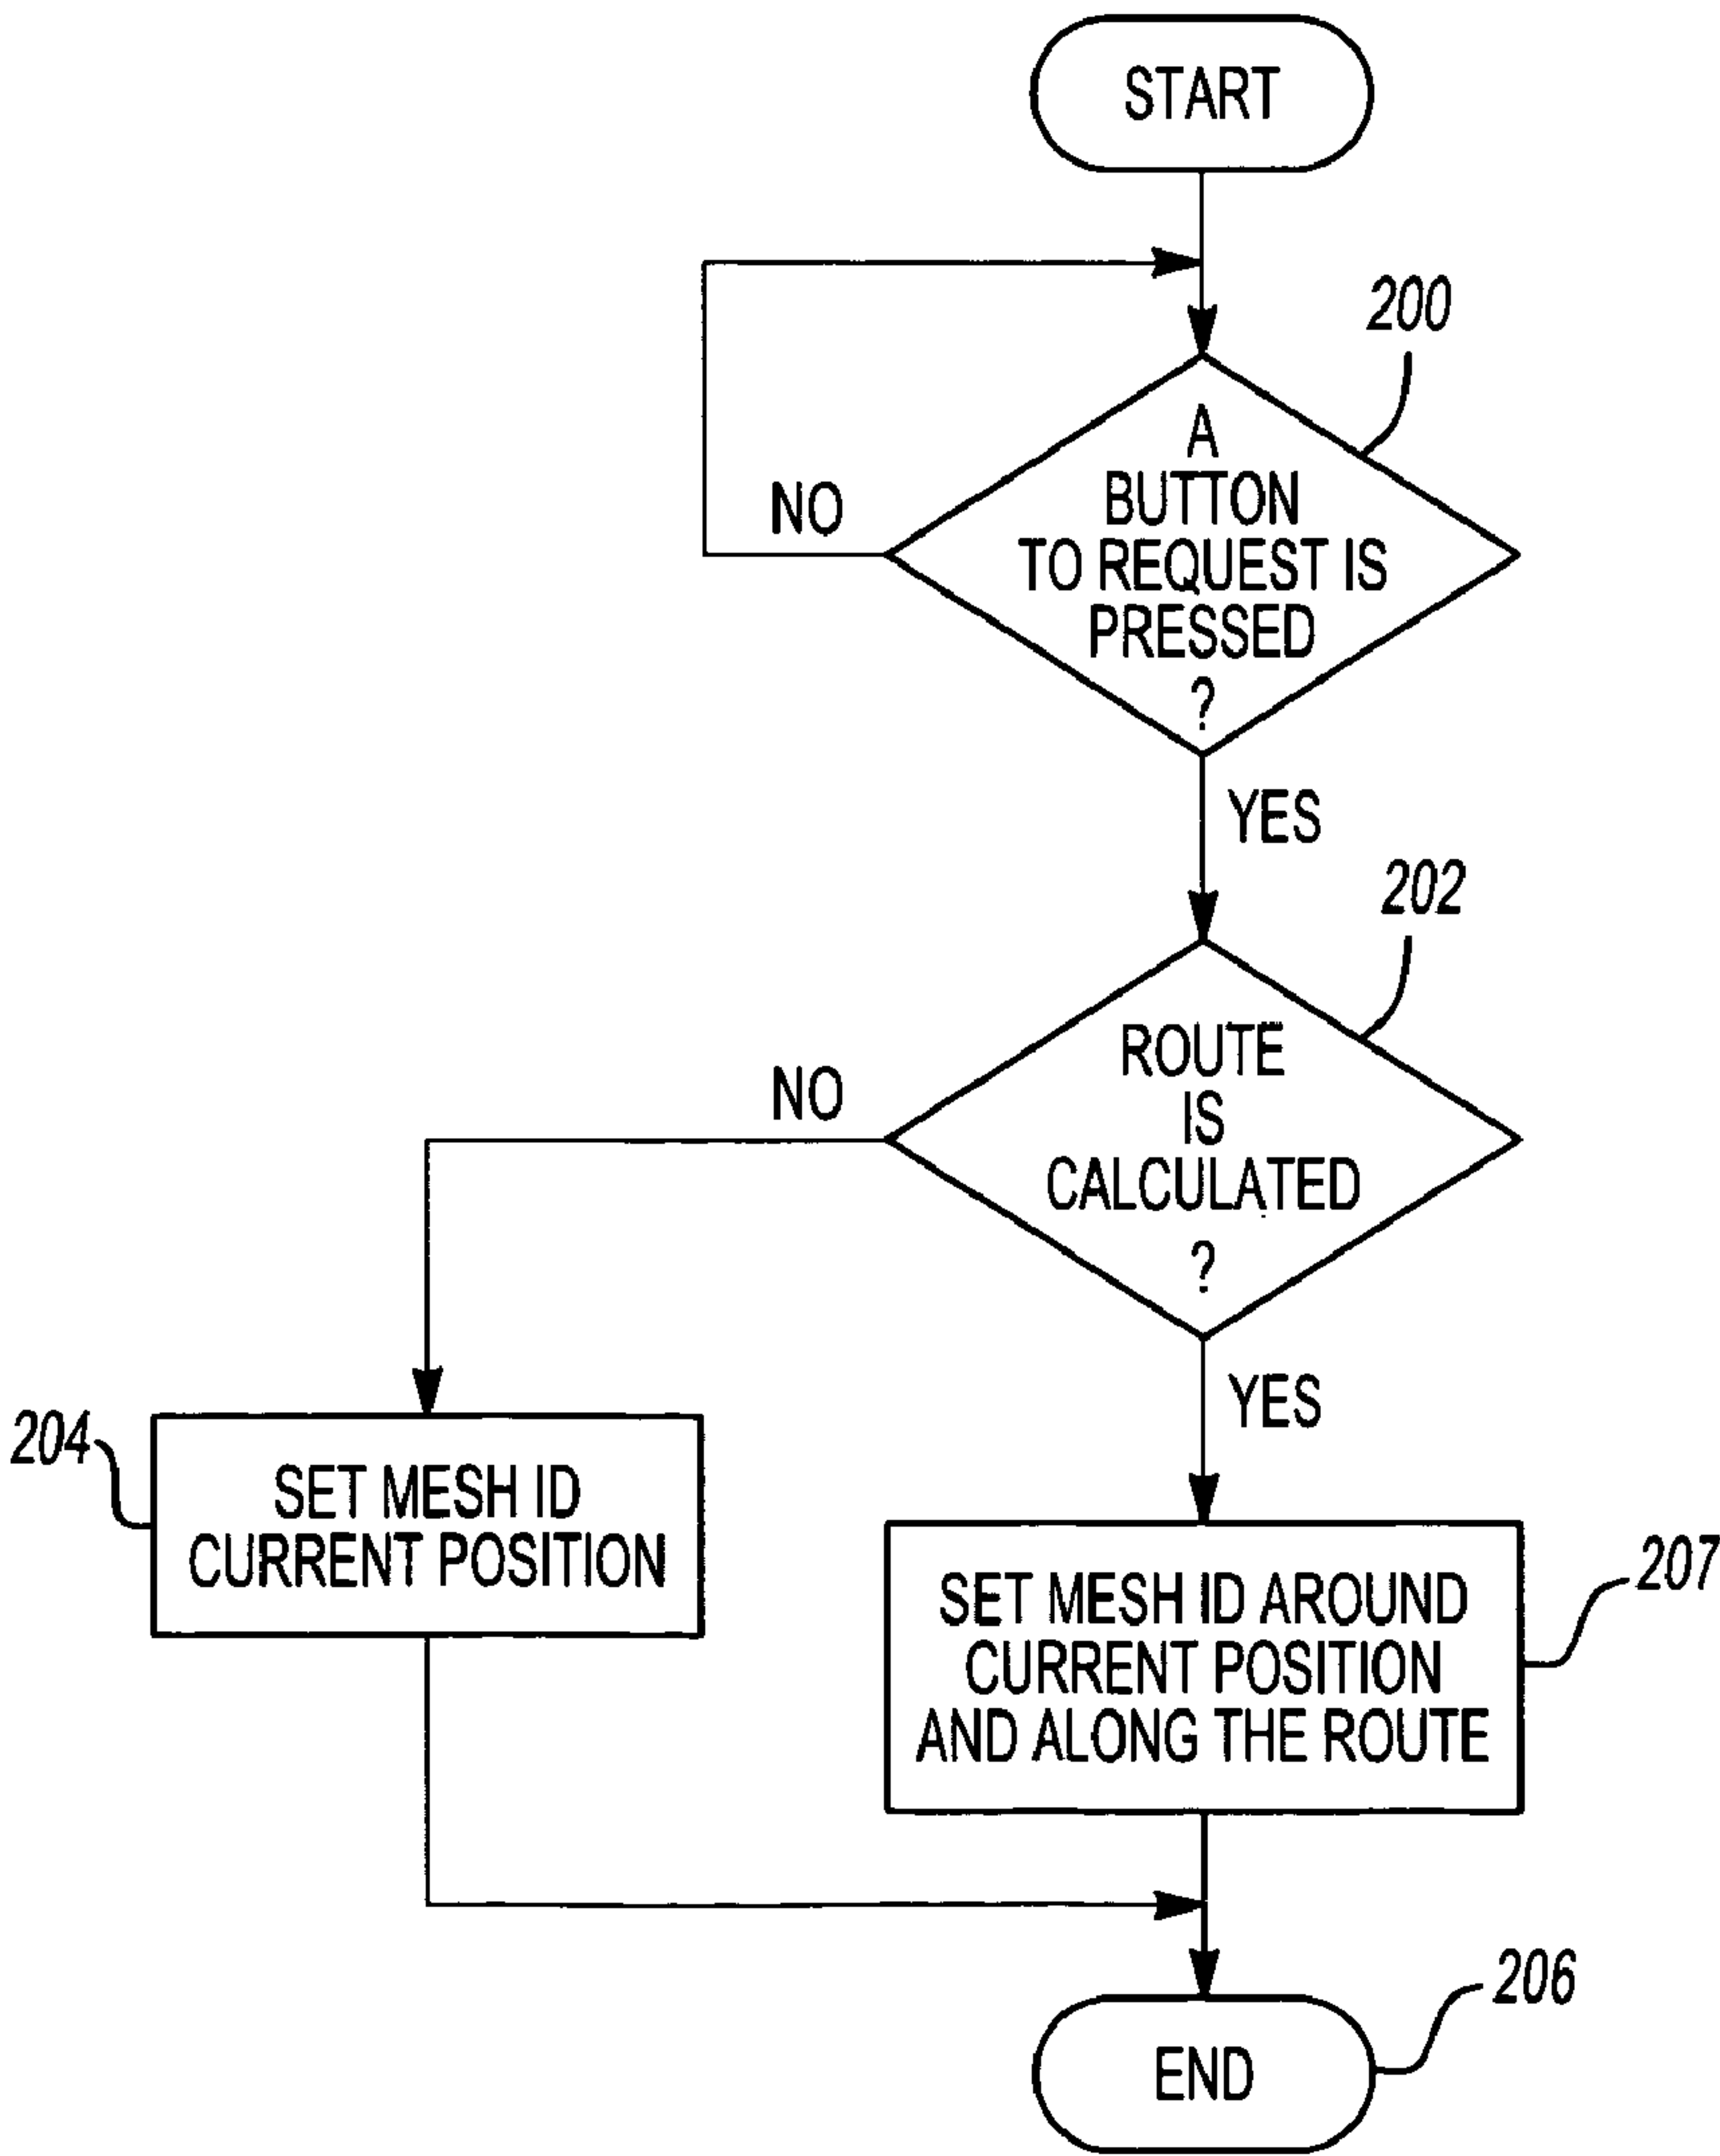 START
200
A
BUTTON
TO REQUEST IS
PRESSED
?
NO
YES
202
ROUTE
IS
CALCULATED
?
NO
YES
204
SET MESH ID
CURRENT POSITION
207
SET MESH ID AROUND
CURRENT POSITION
AND ALONG THE ROUTE
206
END